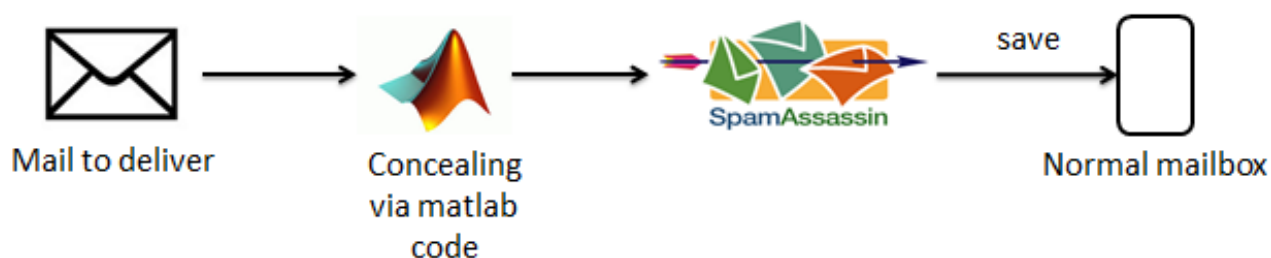 save
SpamAssassin
Mail to deliver
Concealing
via matlab
code
Normal mailbox